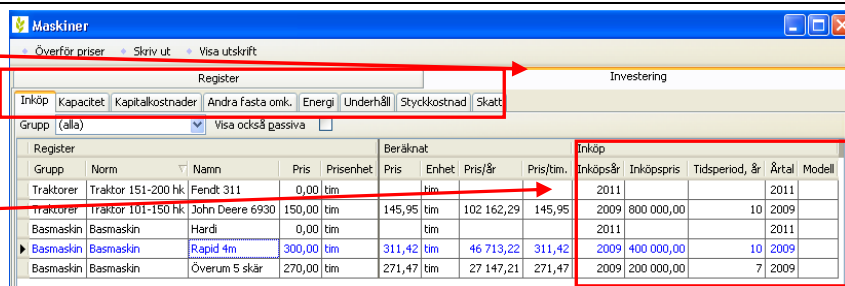 Maskiner
Överför priser Skriv ut Visa utskrift
Register Investering
Inköp Kapacitet Kapitalkostnader Andra fasta omk. Energi Underhåll Styckkostnad Skatt
Grupp (alla) Visa också passiva
Register Beräknat Inköp
Grupp Norm Namn Pris Prisenhet Pris Enhet Pris/år Pris/tim. Inköpsår Inköpspris Tidsperiod, år Årtal Modell
Traktorer Traktor 151-200 hk Fendt 311 0,00 tim tim 2011 2011
Traktorer Traktor 101-150 hk John Deere 6930 150,00 tim 145,95 tim 102 162,29 145,95 2009 800 000,00 10 2009
Basmaskin Basmaskin Hardi 0,00 tim tim 2011 2011
Basmaskin Basmaskin Rapid 4m 300,00 tim 311,42 tim 46 713,22 311,42 2009 400 000,00 10 2009
Basmaskin Basmaskin Överum 5 skär 270,00 tim 271,47 tim 27 147,21 271,47 2009 200 000,00 7 2009